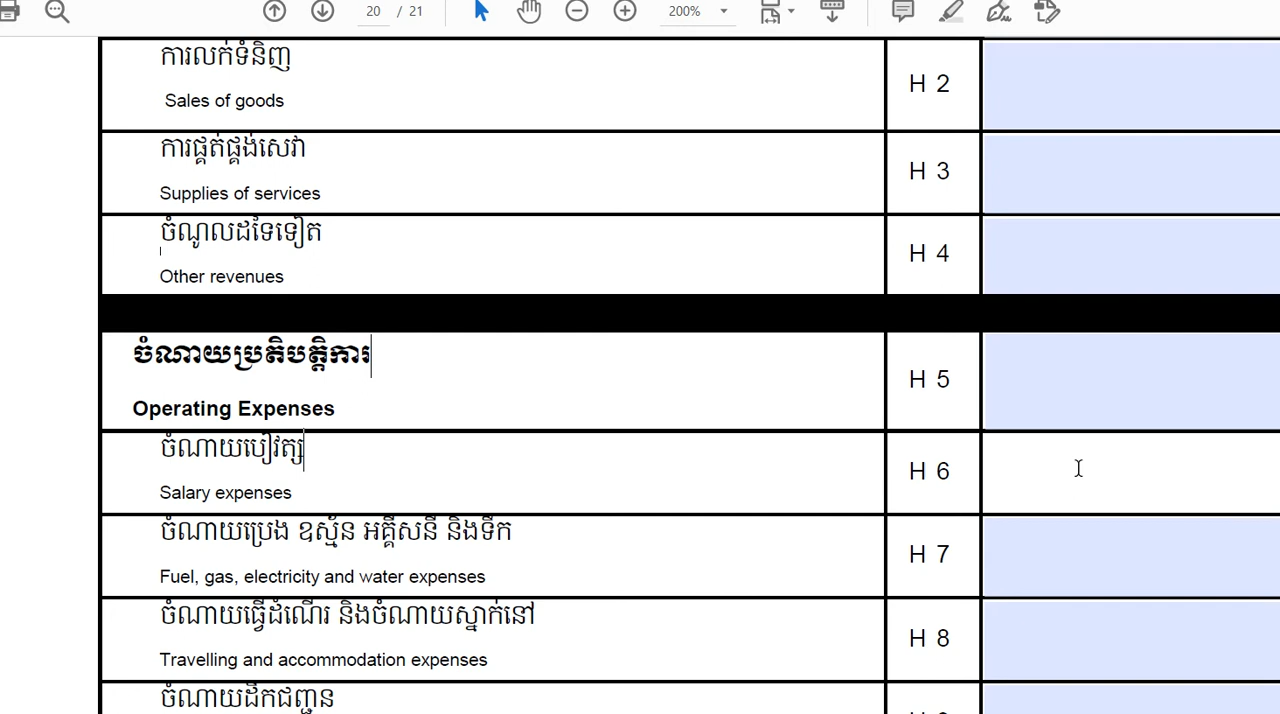 20 / 21 200%
ការលក់ទំនិញ
Sales of goods
H 2
ការផ្គត់ផ្គង់សេវា
Supplies of services
H 3
ចំណូលដទៃទៀត
Other revenues
H 4
ចំណាយប្រតិបត្តិការ
Operating Expenses
H 5
ចំណាយបៀវត្ស
Salary expenses
H 6
ចំណាយប្រេង ឧស្ម័ន អគ្គីសនី និងទឹក
Fuel, gas, electricity and water expenses
H 7
ចំណាយធ្វើដំណើរ និងចំណាយស្នាក់នៅ
Travelling and accommodation expenses
H 8
ចំណាយដឹកជញ្ជូន